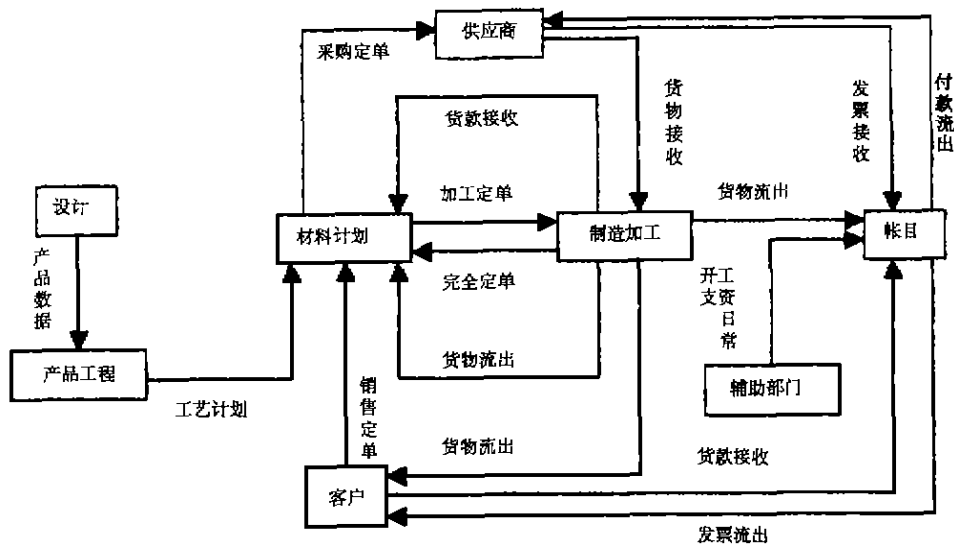 供应商
采购定单
货物接收
发票接收
付款流出
货款接收
设计
加工定单
货物流出
材料计划
制造加工
帐目
产品数据
完全定单
工资日常
开支
产品工程
货物流出
辅助部门
工艺计划
销售定单
货物流出
货款接收
客户
发票流出